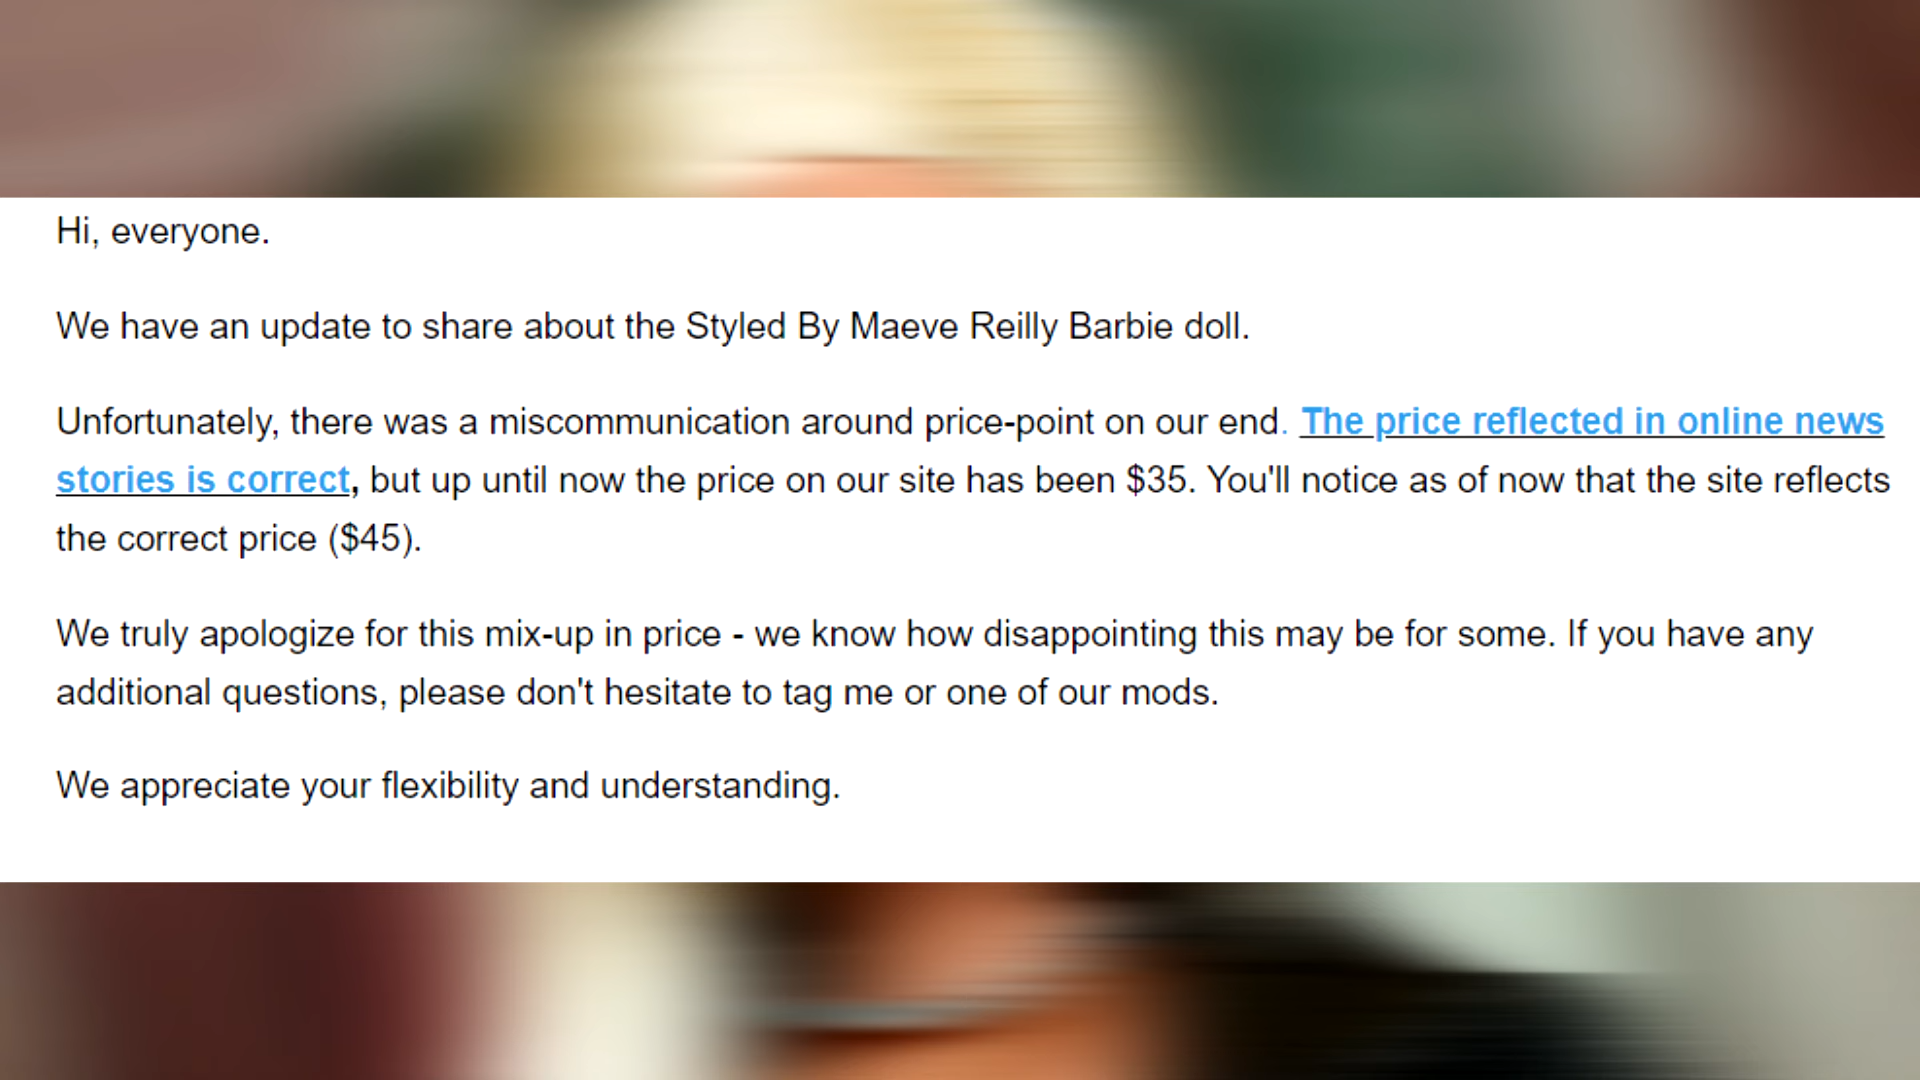 Hi, everyone.
We have an update to share about the Styled By Maeve Reilly Barbie doll.
Unfortunately, there was a miscommunication around price-point on our end. The price reflected in online news
stories is correct, but up until now the price on our site has been $35. You'll notice as of now that the site reflects
the correct price ($45).
We truly apologize for this mix-up in price - we know how disappointing this may be for some. If you have any
additional questions, please don't hesitate to tag me or one of our mods.
We appreciate your flexibility and understanding.